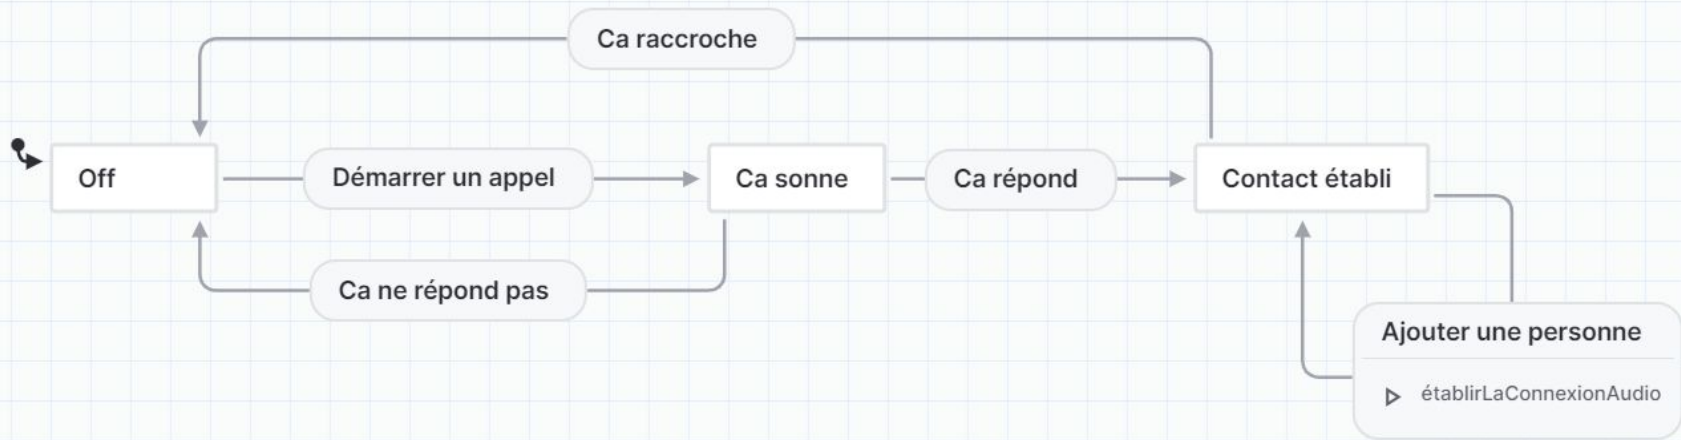 Ca raccroche
Off
Démarrer un appel
Ca sonne
Ca répond
Contact établi
Ca ne répond pas
Ajouter une personne
établirLaConnexionAudio